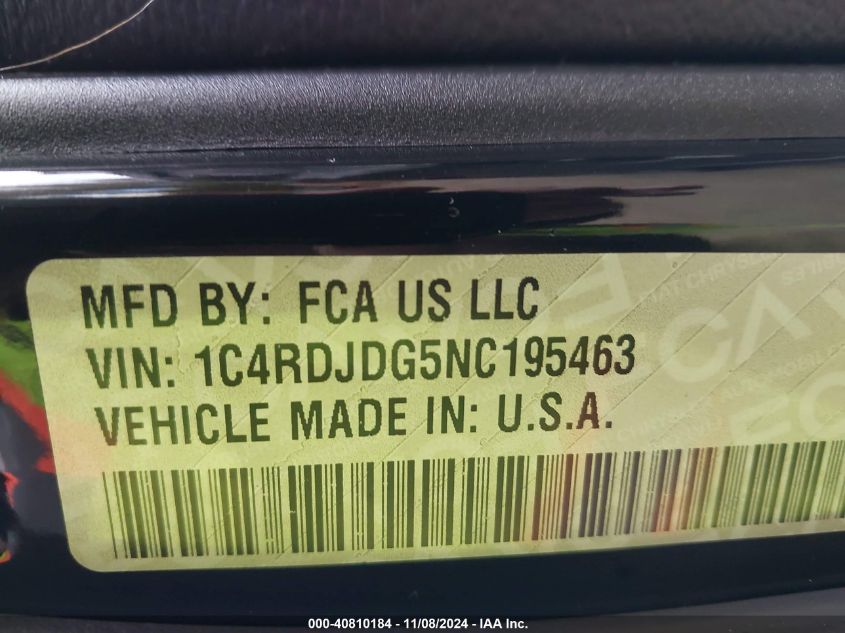 MFD BY: FCA US LLC
VIN: 1C4RDJDG5NC195463
VEHICLE MADE IN: U.S.A.
000-40810184 - 11/08/2024 - IAA Inc.